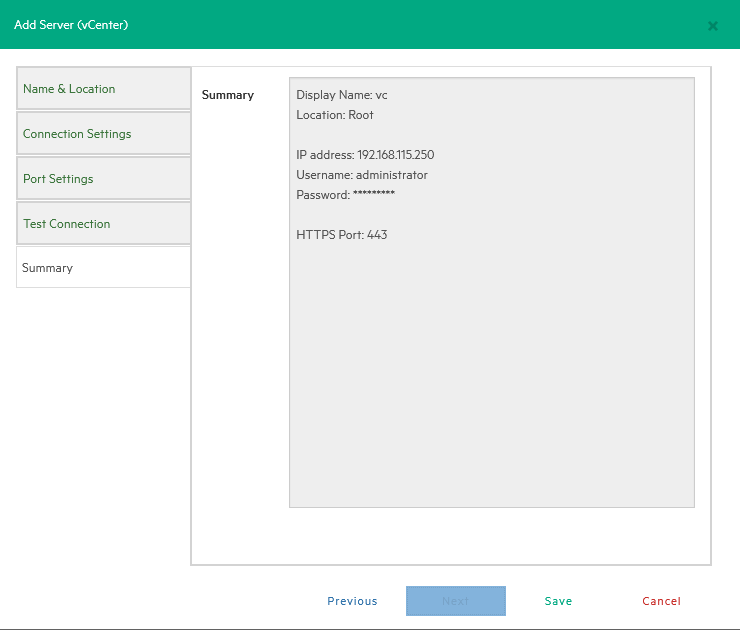 Add Server (vCenter)
Name & Location
Connection Settings
Port Settings
Test Connection
Summary
Summary
Display Name: vc
Location: Root
IP address: 192.168.115.250
Username: administrator
Password: *********
HTTPS Port: 443
Previous
Next
Save
Cancel